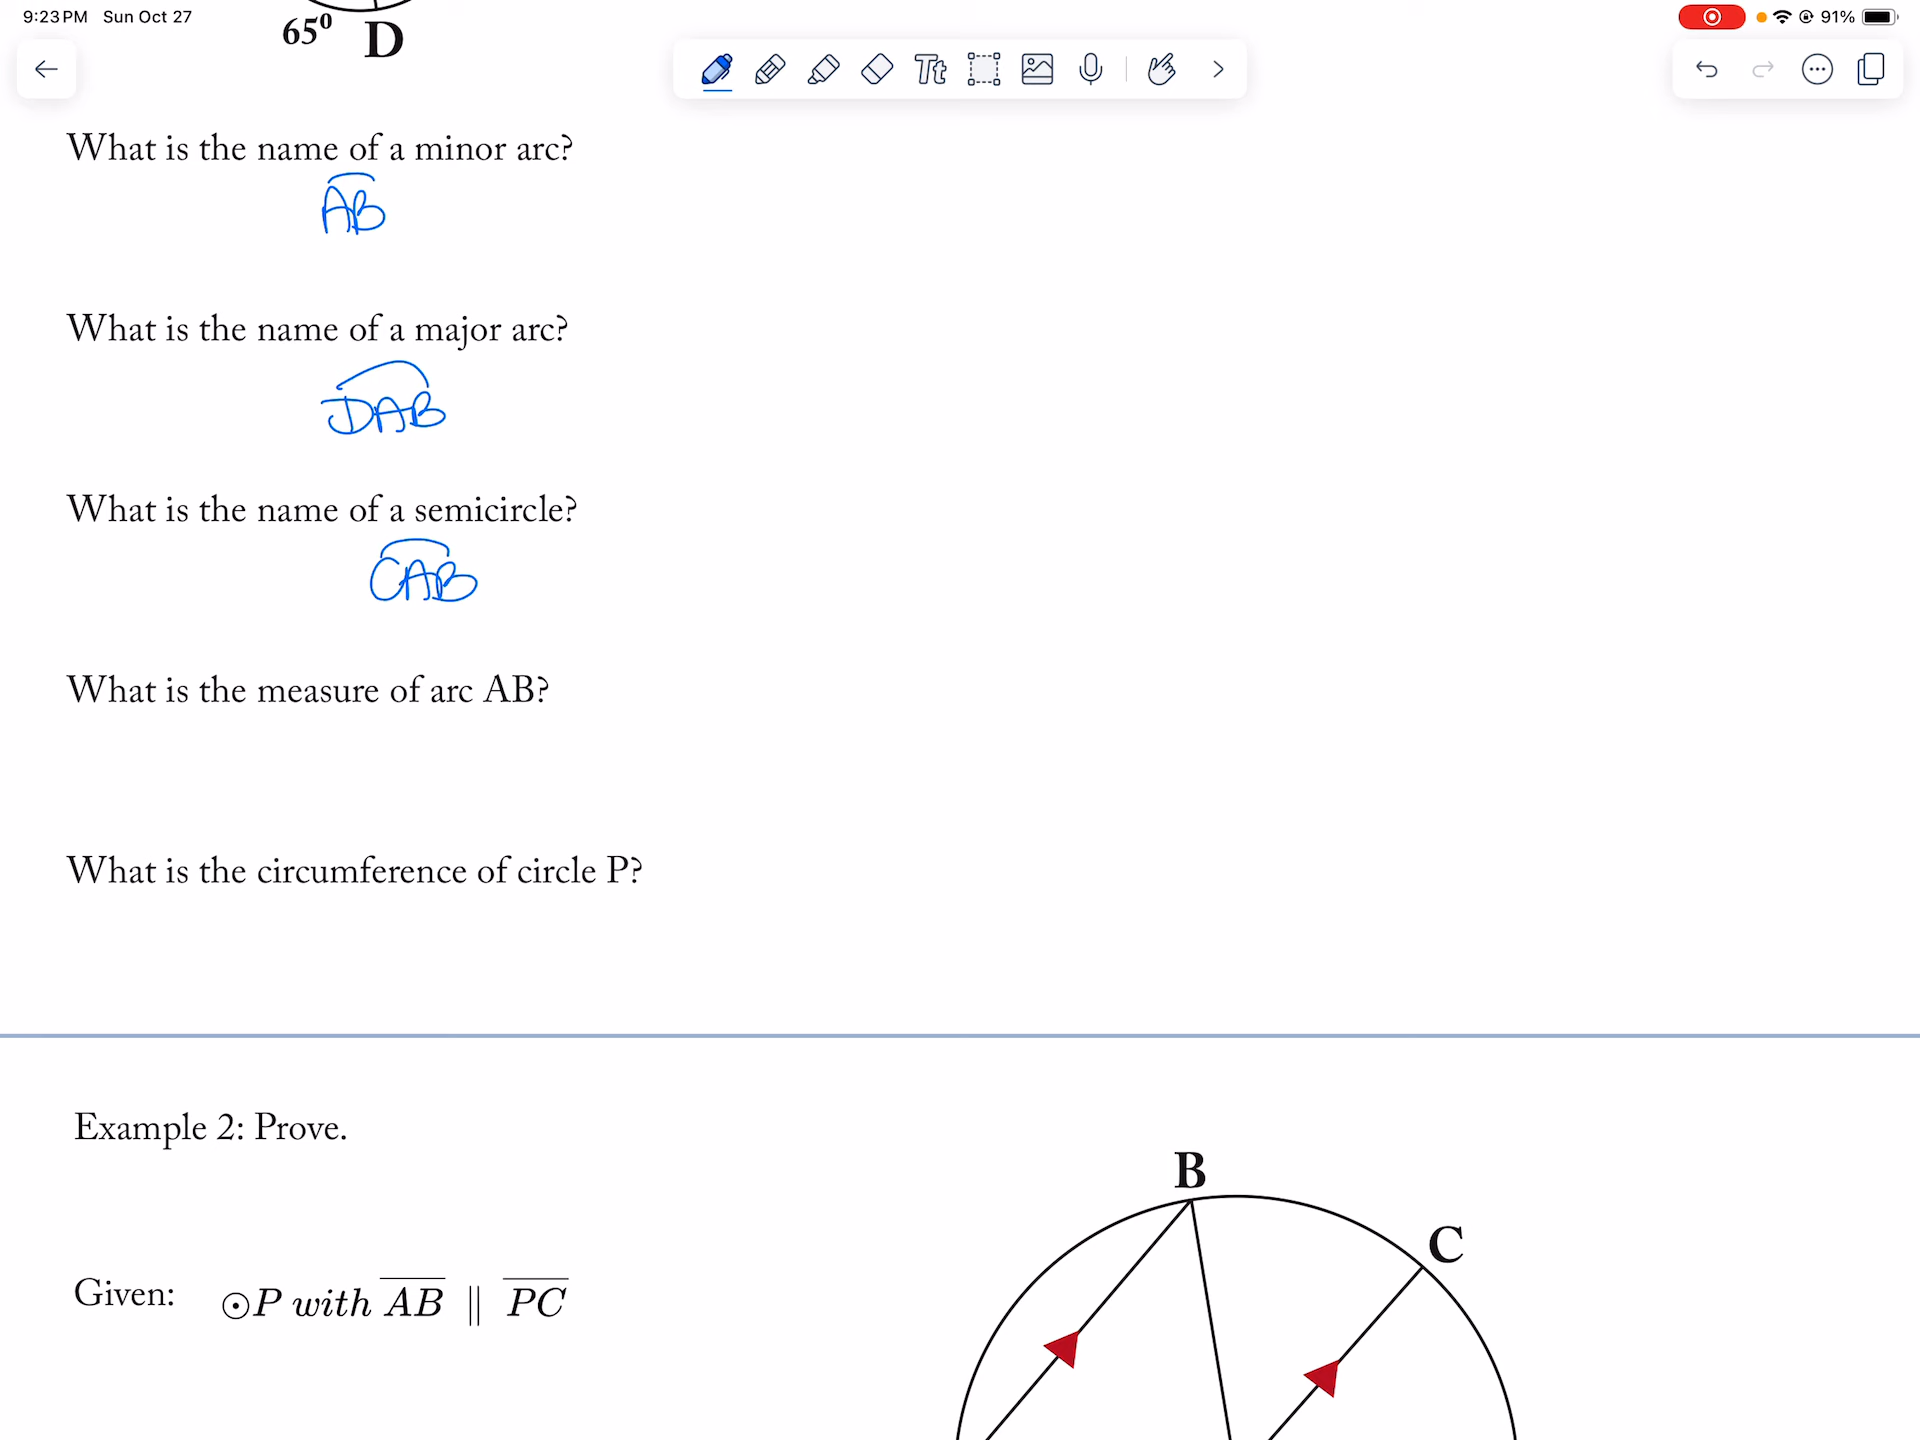 9:23 PM Sun Oct 27
91%
65⁰ D
Tt
What is the name of a minor arc?
AB
What is the name of a major arc?
DAB
What is the name of a semicircle?
CAB
What is the measure of arc AB?
What is the circumference of circle P?
Example 2: Prove.
B
C
Given: ⊙P with A̅B̅ || P̅C̅